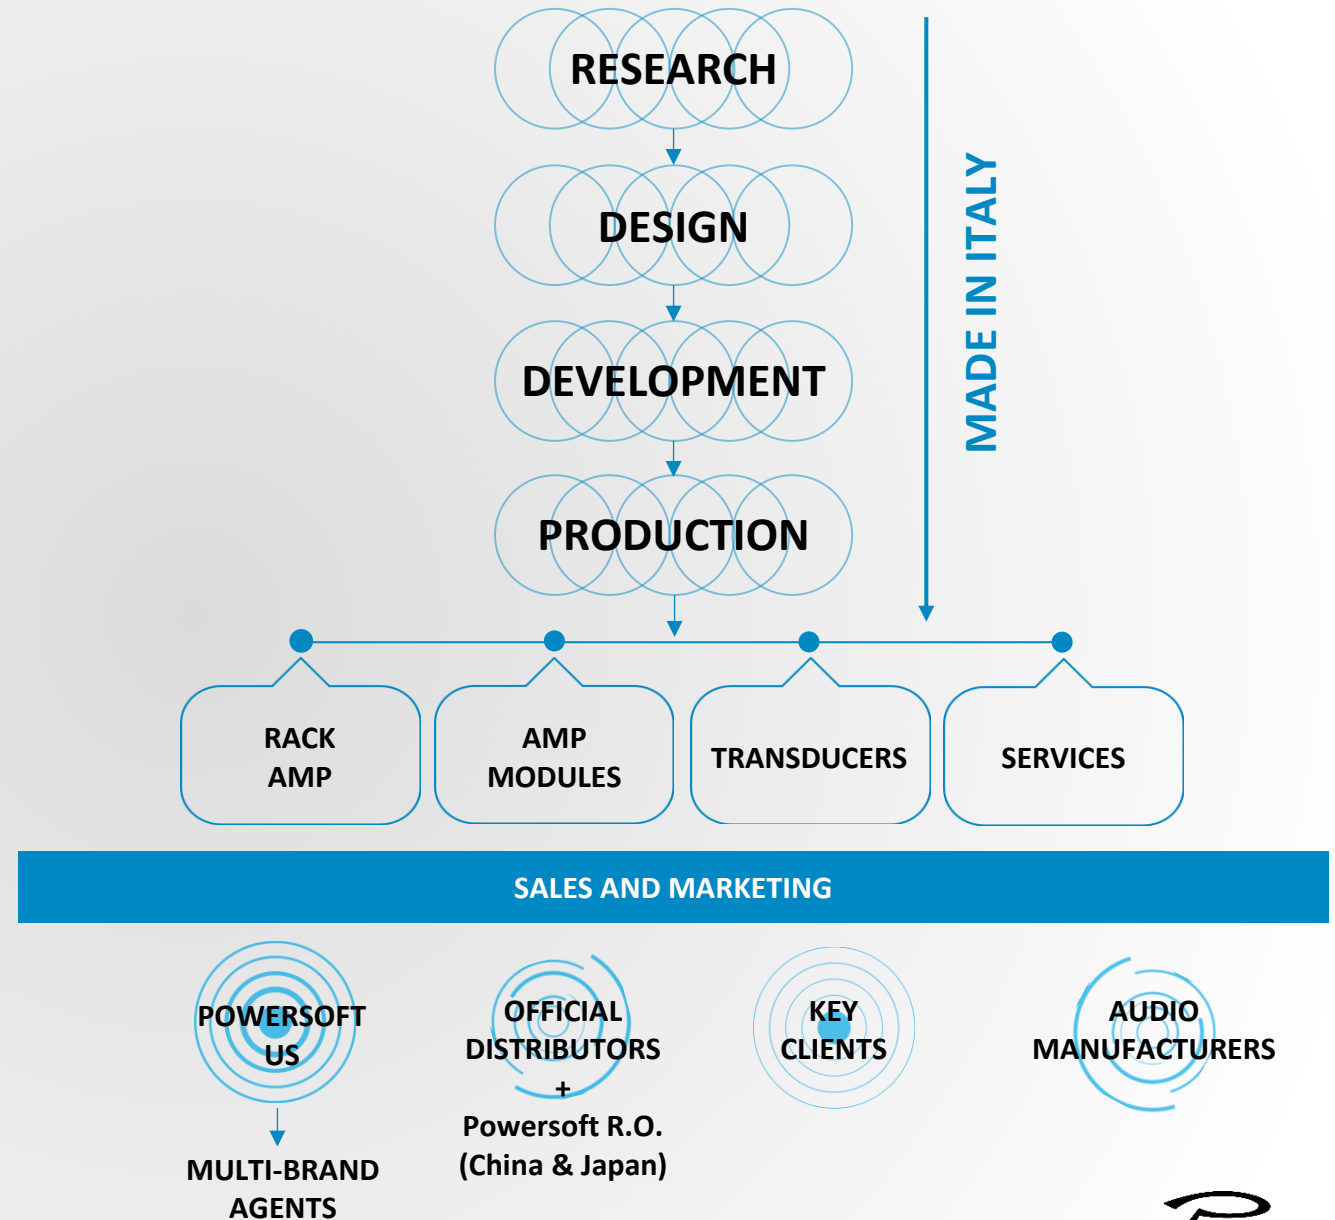 RESEARCH
DESIGN
DEVELOPMENT
PRODUCTION
MADE IN ITALY
RACK
AMP
AMP
MODULES
TRANSDUCERS
SERVICES
SALES AND MARKETING
POWERSOFT
US
MULTI-BRAND
AGENTS
OFFICIAL
DISTRIBUTORS
+
Powersoft R.O.
(China & Japan)
KEY
CLIENTS
AUDIO
MANUFACTURERS